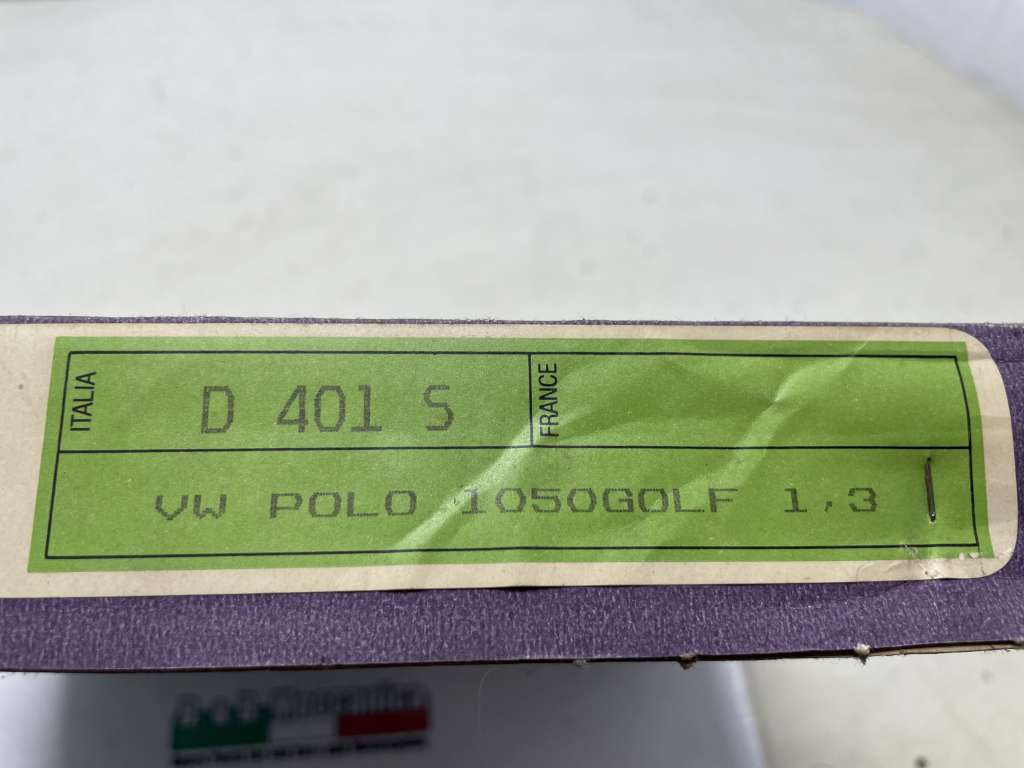 ITALIA
D 401 S
FRANCE
VW POLO 1050GOLF 1,3